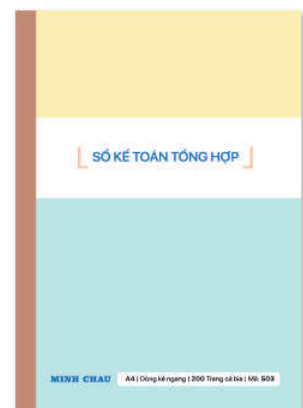 SỔ KẾ TOÁN TỔNG HỢP
MINH CHAU A4 | Dòng kẻ ngang | 200 Trang cả bìa | Mã: 503